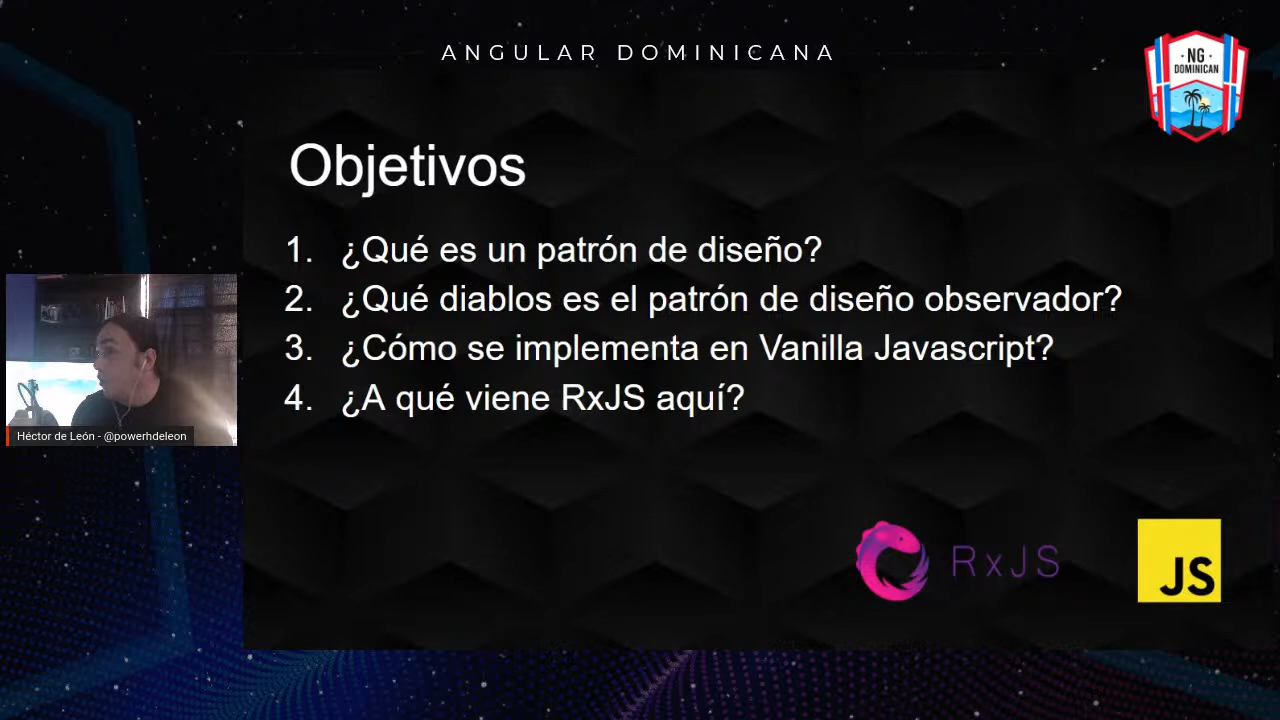 ANGULAR DOMINICANA
· NG ·
DOMINICAN
Objetivos
1. ¿Qué es un patrón de diseño?
2. ¿Qué diablos es el patrón de diseño observador?
3. ¿Cómo se implementa en Vanilla Javascript?
4. ¿A qué viene RxJS aquí?
Héctor de León - @powerhdeleon
RxJS
JS